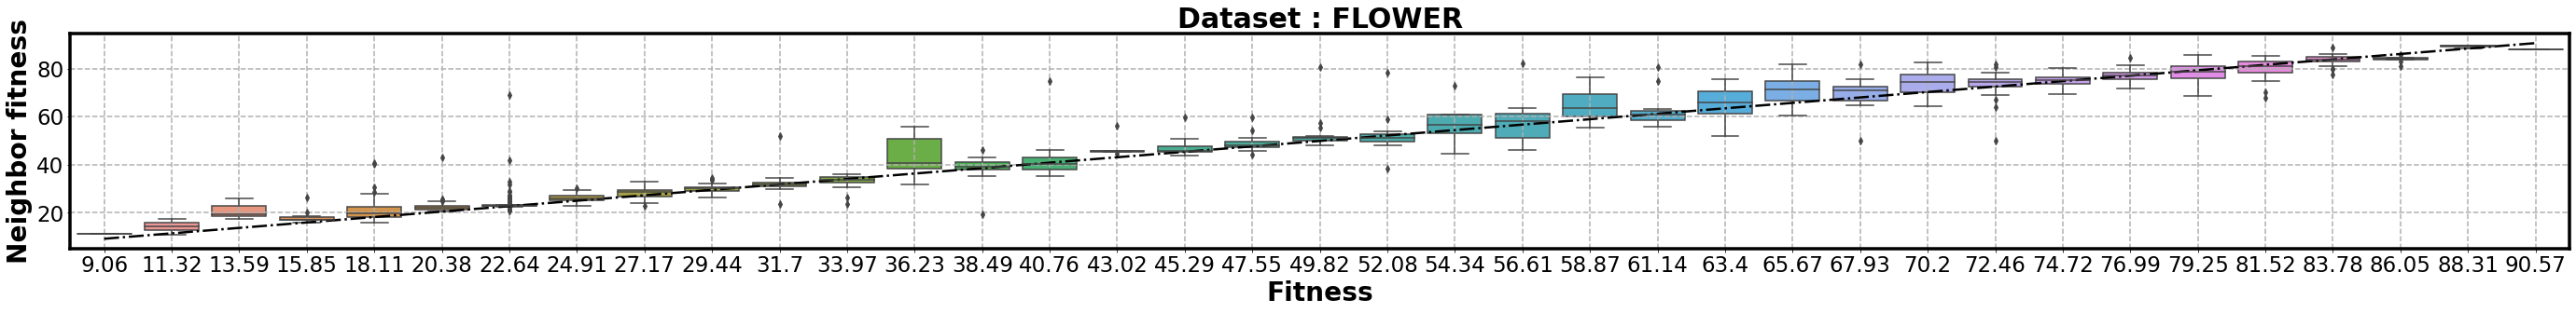 Dataset : FLOWER
Neighbor fitness
80
60
40
20
9.06 11.32 13.59 15.85 18.11 20.38 22.64 24.91 27.17 29.44 31.7 33.97 36.23 38.49 40.76 43.02 45.29 47.55 49.82 52.08 54.34 56.61 58.87 61.14 63.4 65.67 67.93 70.2 72.46 74.72 76.99 79.25 81.52 83.78 86.05 88.31 90.57
Fitness